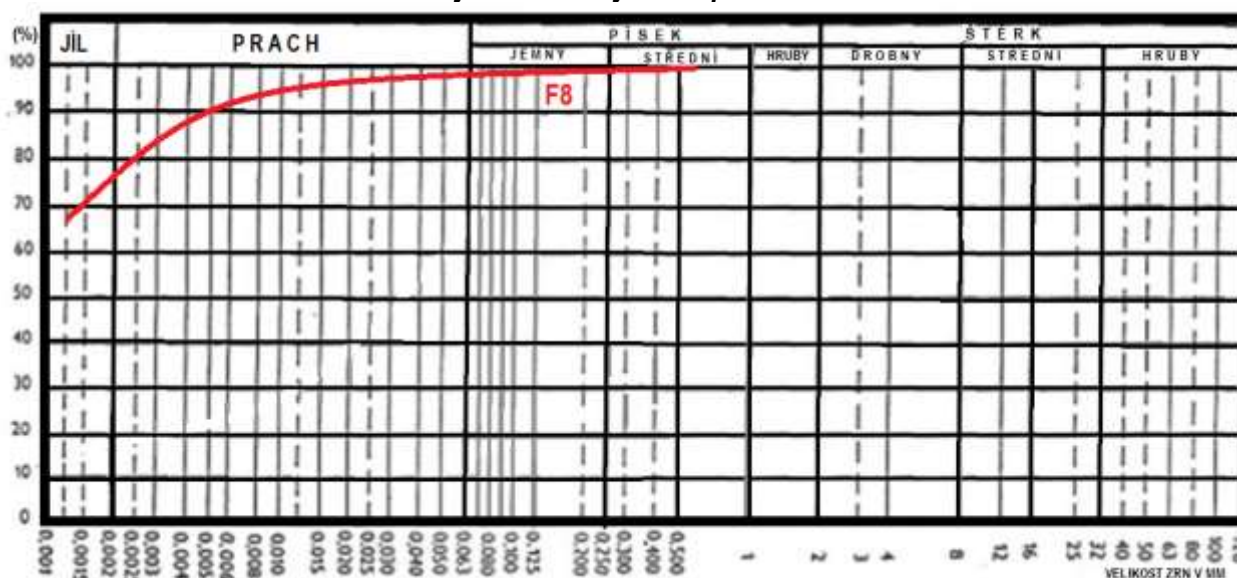 (%) JÍL PRACH PÍSEK ŠTĚRK
JEMNÝ STŘEDNÍ HRUBÝ DROBNÝ STŘEDNÍ HRUBÝ
100
F8
90
80
70
60
50
40
30
20
10
0
0,001 0,0015 0,002 0,003 0,004 0,005 0,006 0,008 0,010 0,015 0,020 0,025 0,030 0,040 0,050 0,063 0,080 0,100 0,125 0,200 0,250 0,300 0,400 0,500 1 2 3 4 8 12 16 25 32 40 50 63 80 100
VELIKOST ZRN V MM